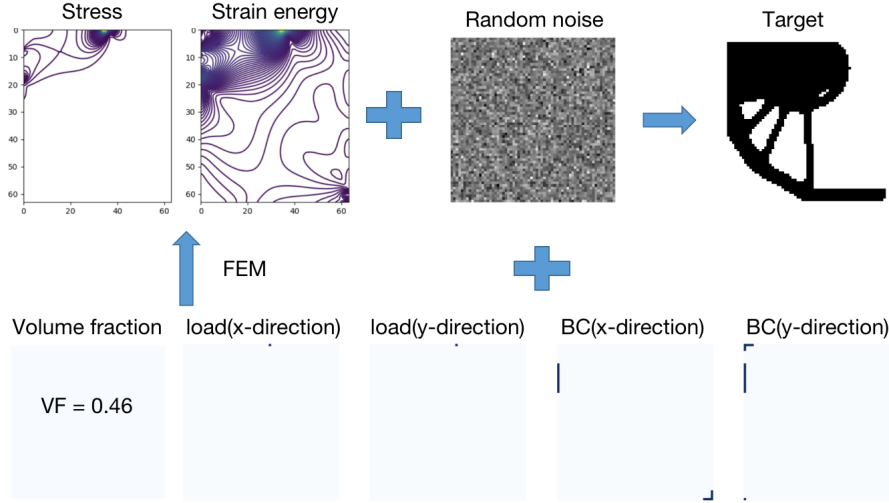 Stress
Strain energy
Random noise
Target
0
10
20
30
40
50
60
0
20
40
60
0
10
20
30
40
50
60
0
20
40
60
FEM
Volume fraction
load(x-direction)
load(y-direction)
BC(x-direction)
BC(y-direction)
VF = 0.46